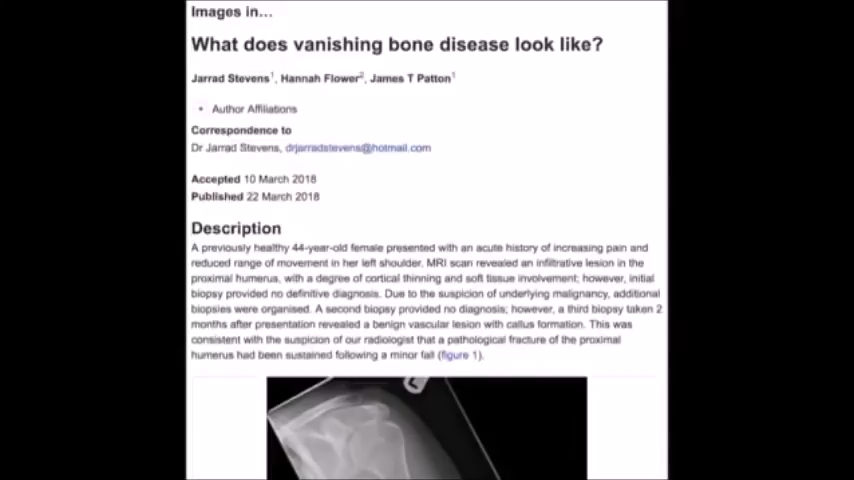 Images in...
What does vanishing bone disease look like?
Jarrad Stevens1, Hannah Flower2, James T Patton1
• Author Affiliations
Correspondence to
Dr Jarrad Stevens, drjarradstevens@hotmail.com
Accepted 10 March 2018
Published 22 March 2018
Description
A previously healthy 44-year-old female presented with an acute history of increasing pain and
reduced range of movement in her left shoulder. MRI scan revealed an infiltrative lesion in the
proximal humerus, with a degree of cortical thinning and soft tissue involvement; however, initial
biopsy provided no definitive diagnosis. Due to the suspicion of underlying malignancy, additional
biopsies were organised. A second biopsy provided no diagnosis; however, a third biopsy taken 2
months after presentation revealed a benign vascular lesion with callus formation. This was
consistent with the suspicion of our radiologist that a pathological fracture of the proximal
humerus had been sustained following a minor fall (figure 1).
L